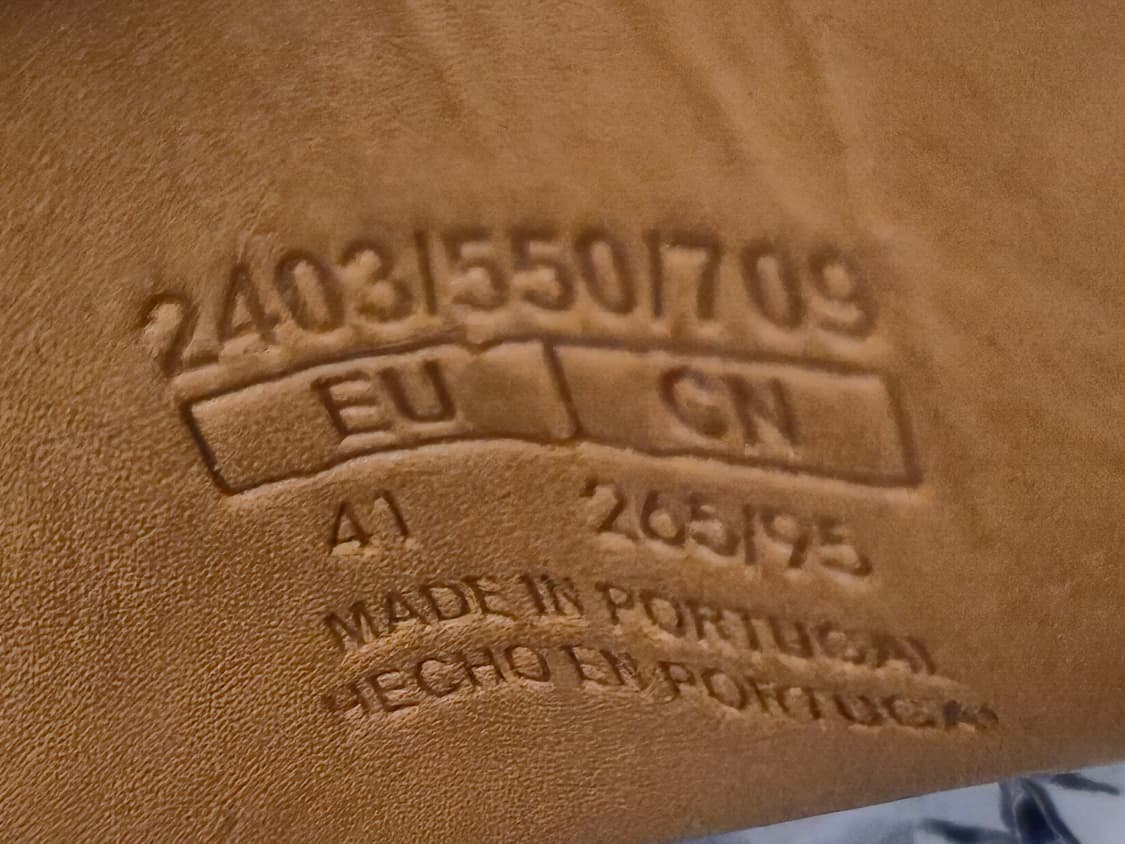 2403/550/709
EU CN
41 265/95
MADE IN PORTUGAL
HECHO EN PORTUGAL